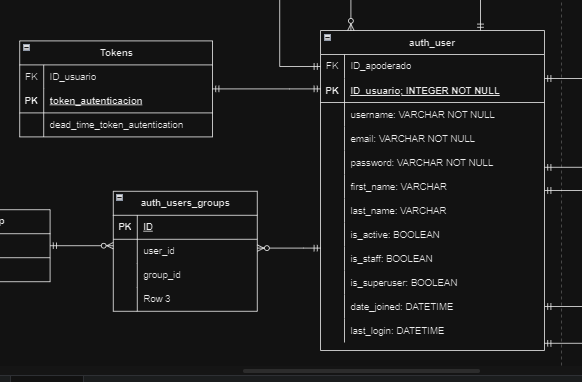 Tokens
FK ID_usuario
PK token_autenticacion
dead_time_token_autentication
auth_user
FK ID_apoderado
PK ID_usuario; INTEGER NOT NULL
username: VARCHAR NOT NULL
email: VARCHAR NOT NULL
password: VARCHAR NOT NULL
first_name: VARCHAR
last_name: VARCHAR
is_active: BOOLEAN
is_staff: BOOLEAN
is_superuser: BOOLEAN
date_joined: DATETIME
last_login: DATETIME
auth_users_groups
PK ID
user_id
group_id
Row 3
p